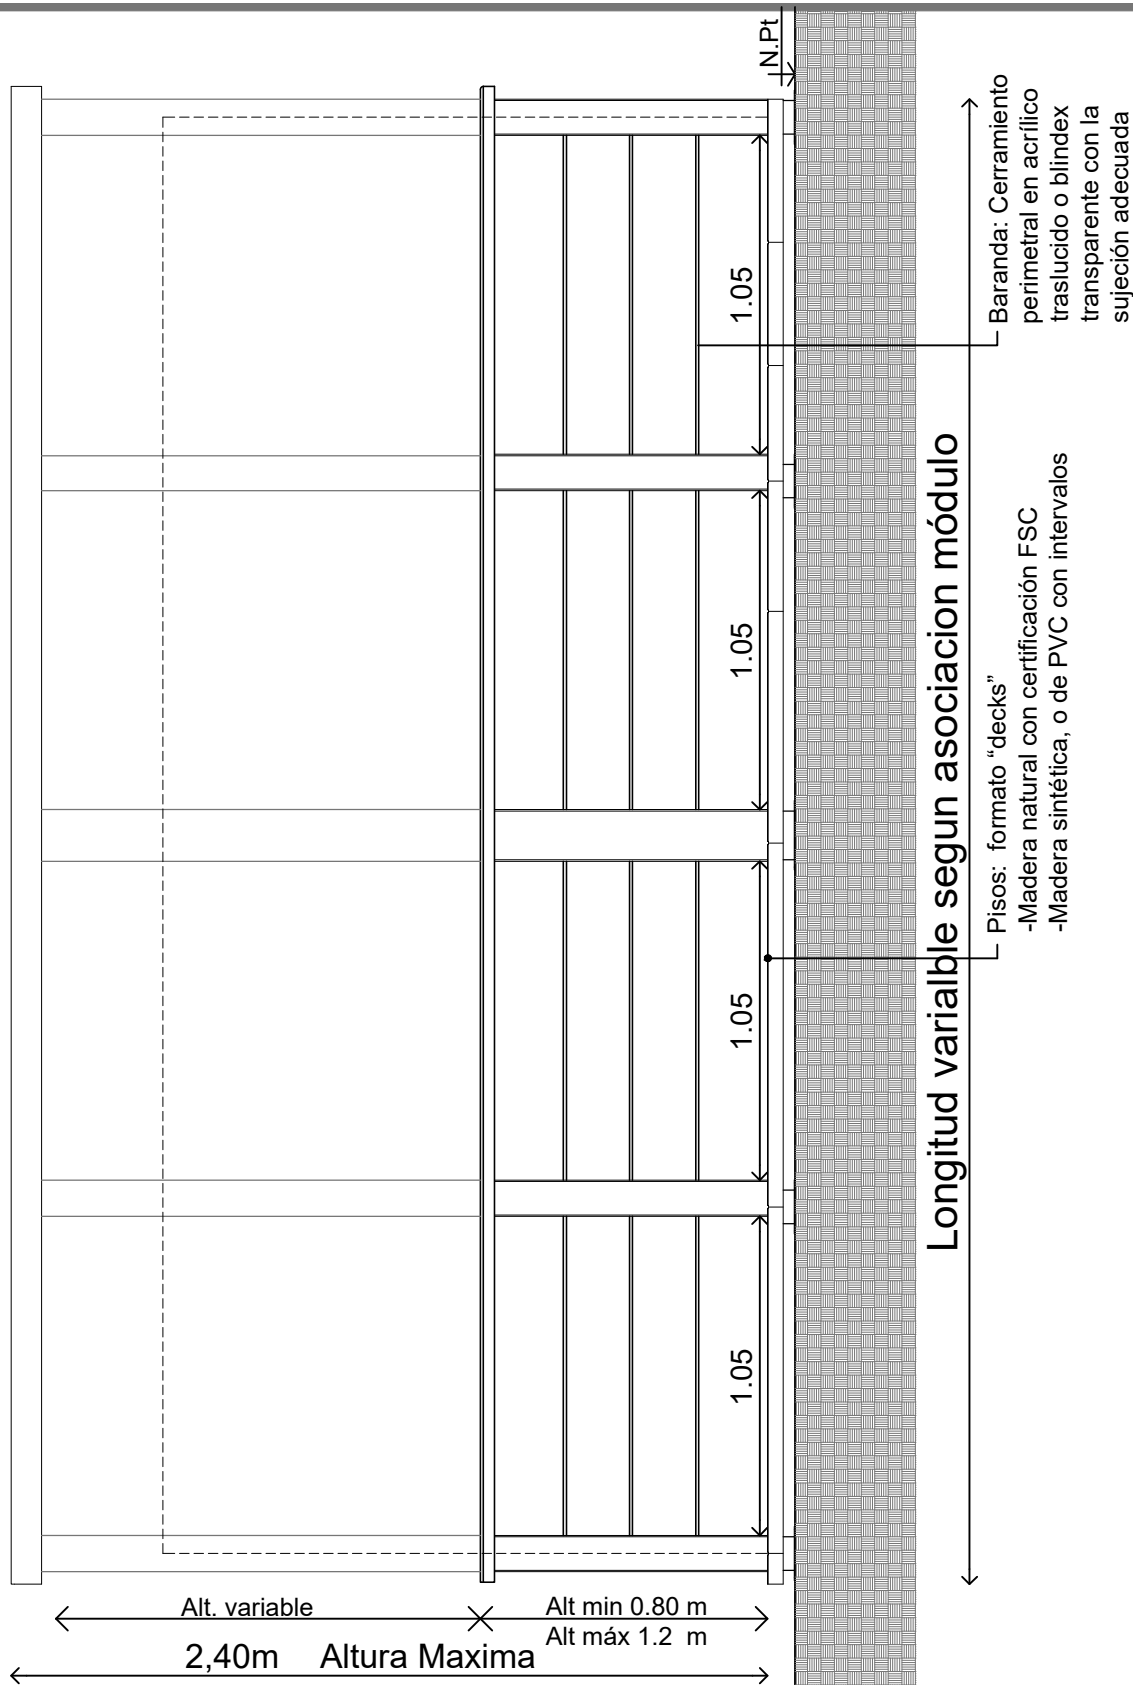 N.Pt
Baranda: Cerramiento
perimetral en acrílico
traslucido o blindex
transparente con la
sujeción adecuada
1.05
1.05
1.05
1.05
Longitud varialble segun asociacion módulo
Pisos: formato “decks”
-Madera natural con certificación FSC
-Madera sintética, o de PVC con intervalos
Alt. variable
Alt min 0.80 m
Alt máx 1.2 m
2,40m Altura Maxima